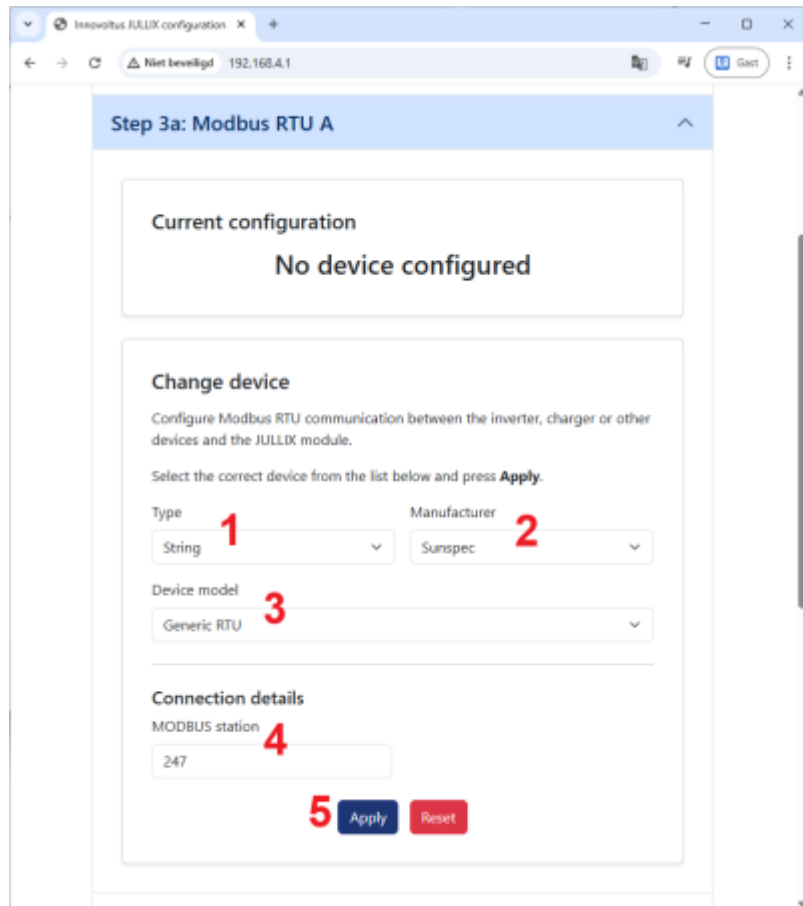 Innovoltus JULLIX configuration
Niet beveiligd 192.168.4.1 Gast
Step 3a: Modbus RTU A
Current configuration
No device configured
Change device
Configure Modbus RTU communication between the inverter, charger or other
devices and the JULLIX module.
Select the correct device from the list below and press Apply.
Type Manufacturer
1 2
String Sunspec
Device model
3
Generic RTU
Connection details
MODBUS station
4
247
5 Apply Reset